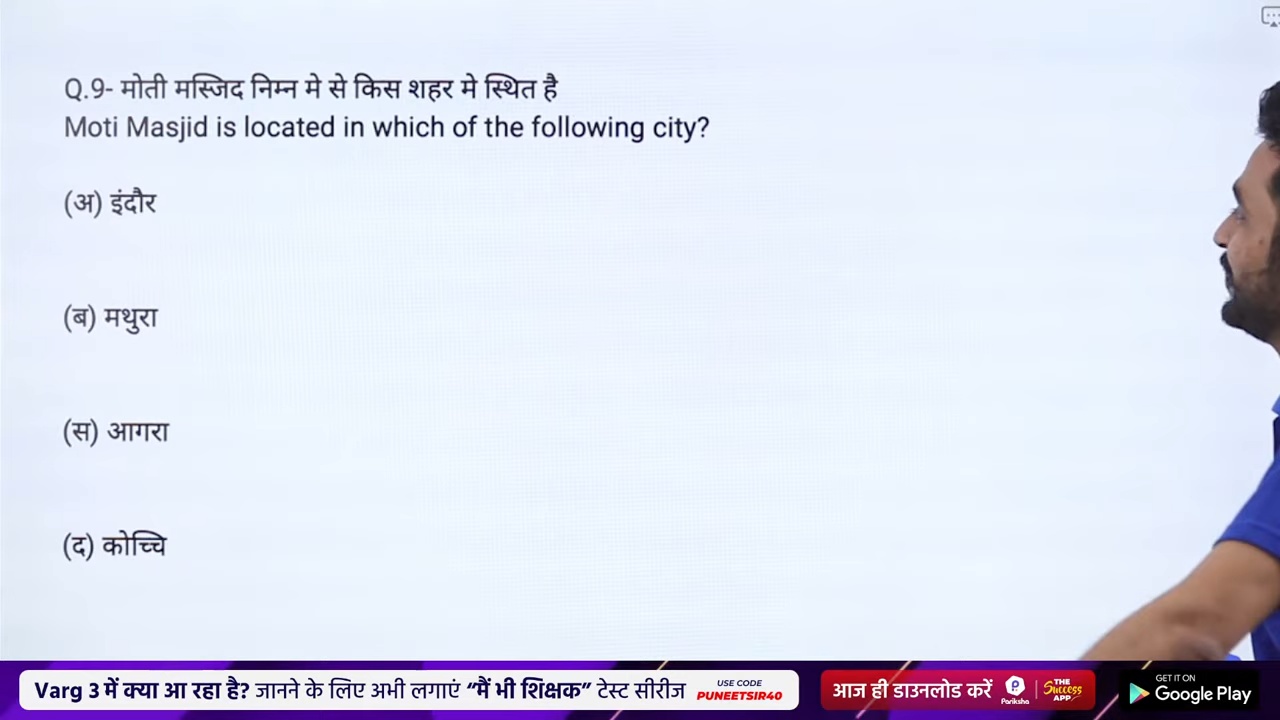 Q.9- मोती मस्जिद निम्न मे से किस शहर मे स्थित है
Moti Masjid is located in which of the following city?
(अ) इंदौर
(ब) मथुरा
(स) आगरा
(द) कोच्चि
Varg 3 में क्या आ रहा है? जानने के लिए अभी लगाएं “मैं भी शिक्षक” टेस्ट सीरीज
USE CODE
PUNEETSIR40
आज ही डाउनलोड करें
Pariksha
THE
Success
APP
GET IT ON
Google Play